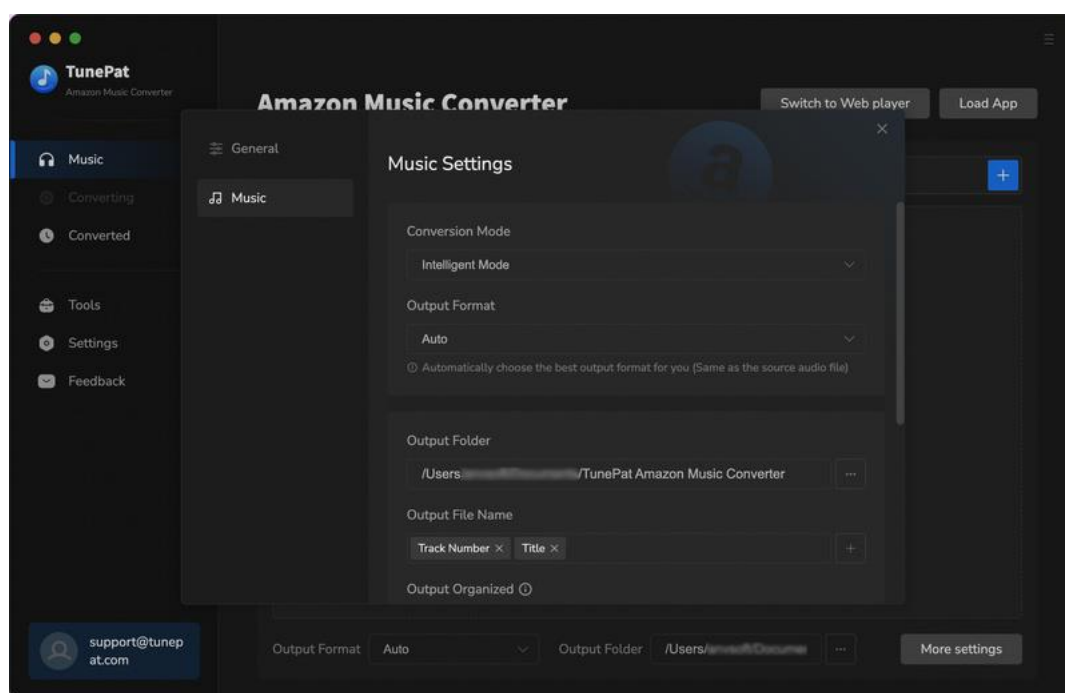 TunePat
Amazon Music Converter
Amazon Music Converter
Switch to Web player
Load App
Music
Converting
Converted
Tools
Settings
Feedback
support@tunep
at.com
General
Music
Music Settings
Conversion Mode
Intelligent Mode
Output Format
Auto
Automatically choose the best output format for you (Same as the source audio file)
Output Folder
/Users /TunePat Amazon Music Converter
Output File Name
Track Number × Title ×
Output Organized
Output Format Auto Output Folder /Users/
More settings